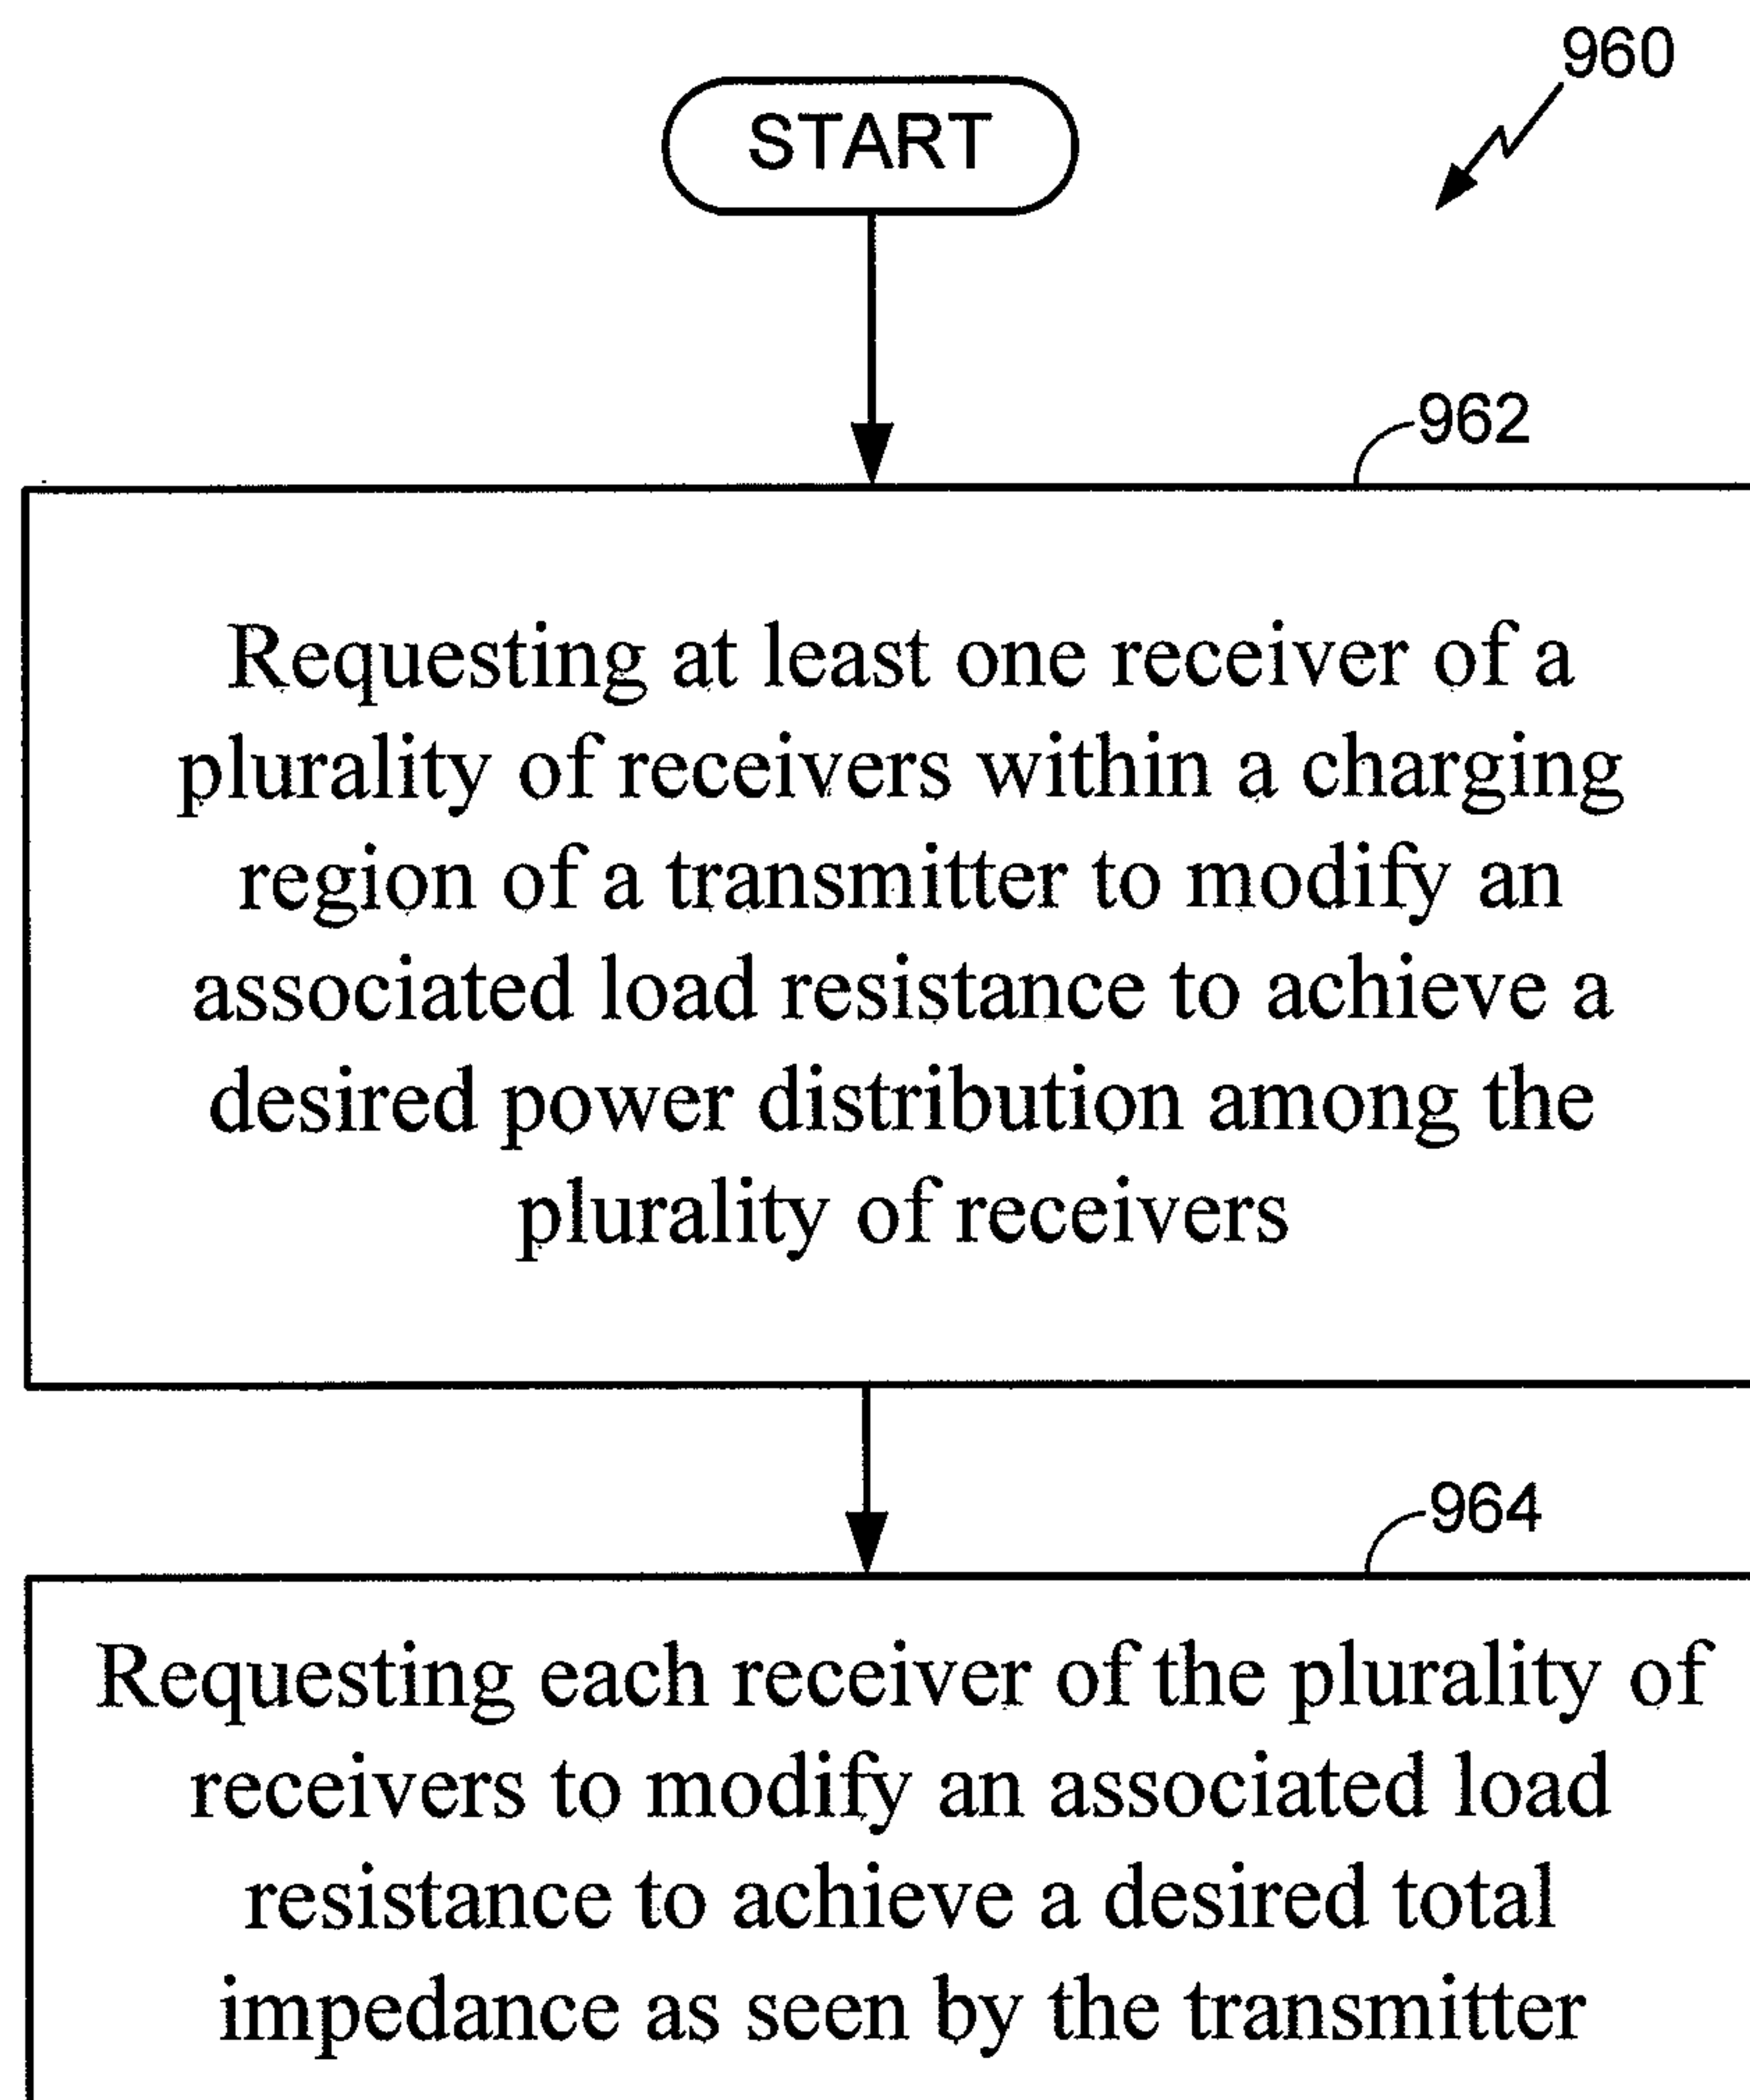 960
START
962
Requesting at least one receiver of a
plurality of receivers within a charging
region of a transmitter to modify an
associated load resistance to achieve a
desired power distribution among the
plurality of receivers
964
Requesting each receiver of the plurality of
receivers to modify an associated load
resistance to achieve a desired total
impedance as seen by the transmitter